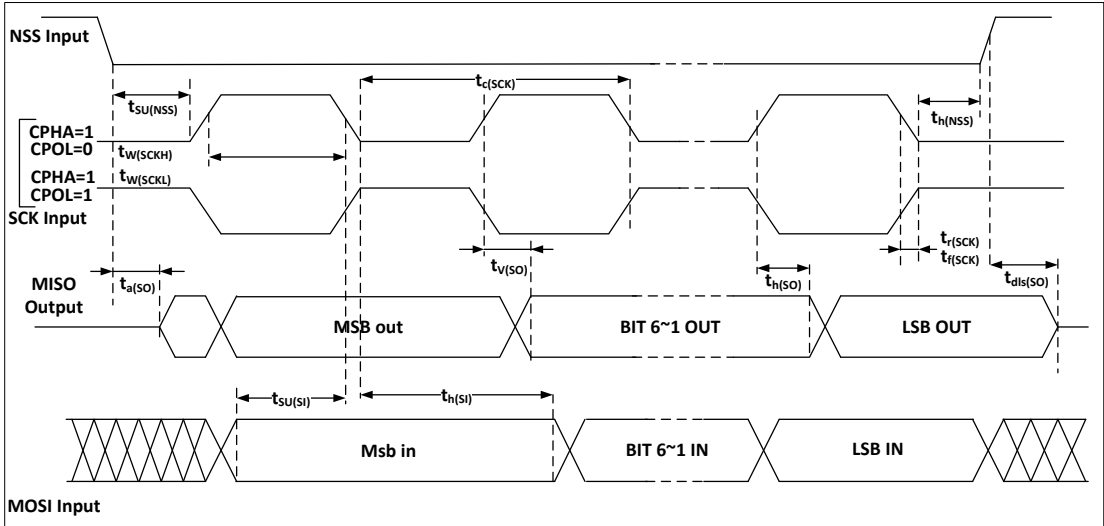 NSS Input
tc(SCK)
tSU(NSS)
th(NSS)
CPHA=1
CPOL=0
tW(SCKH)
CPHA=1
CPOL=1
tW(SCKL)
SCK Input
tr(SCK)
tf(SCK)
tV(SO)
ta(SO)
th(SO)
tdls(SO)
MISO
Output
MSB out
BIT 6~1 OUT
LSB OUT
tSU(SI)
th(SI)
Msb in
BIT 6~1 IN
LSB IN
MOSI Input